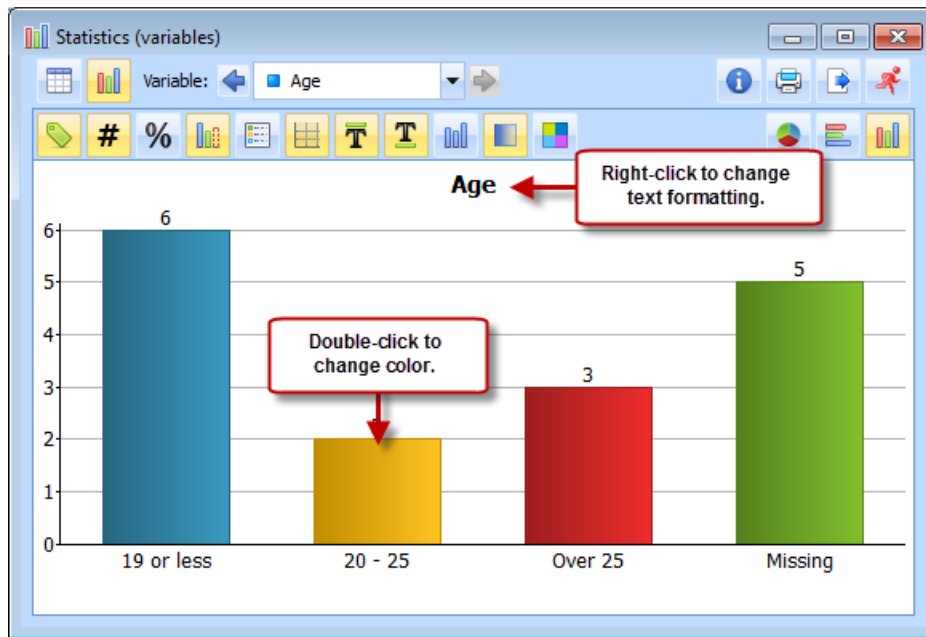 Statistics (variables)
Variable: Age
# % T T
Age
Right-click to change
text formatting.
6
6
5
4
3
2
1
0
5
3
Double-click to
change color.
19 or less
20 - 25
Over 25
Missing